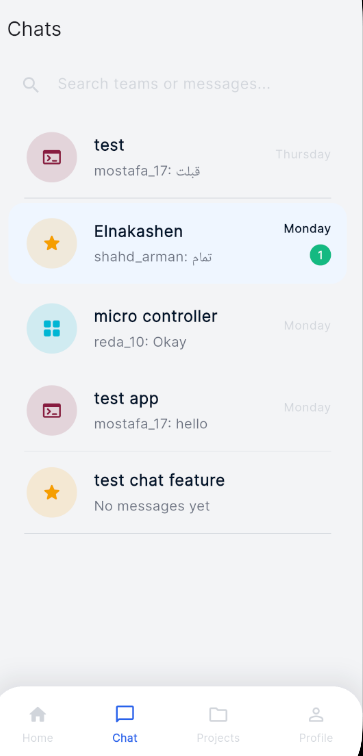 Chats
Search teams or messages...
test
Thursday
mostafa_17: قبلت
Elnakashen
Monday
shahd_arman: تمام
1
micro controller
Monday
reda_10: Okay
test app
Monday
mostafa_17: hello
test chat feature
No messages yet
Home
Chat
Projects
Profile